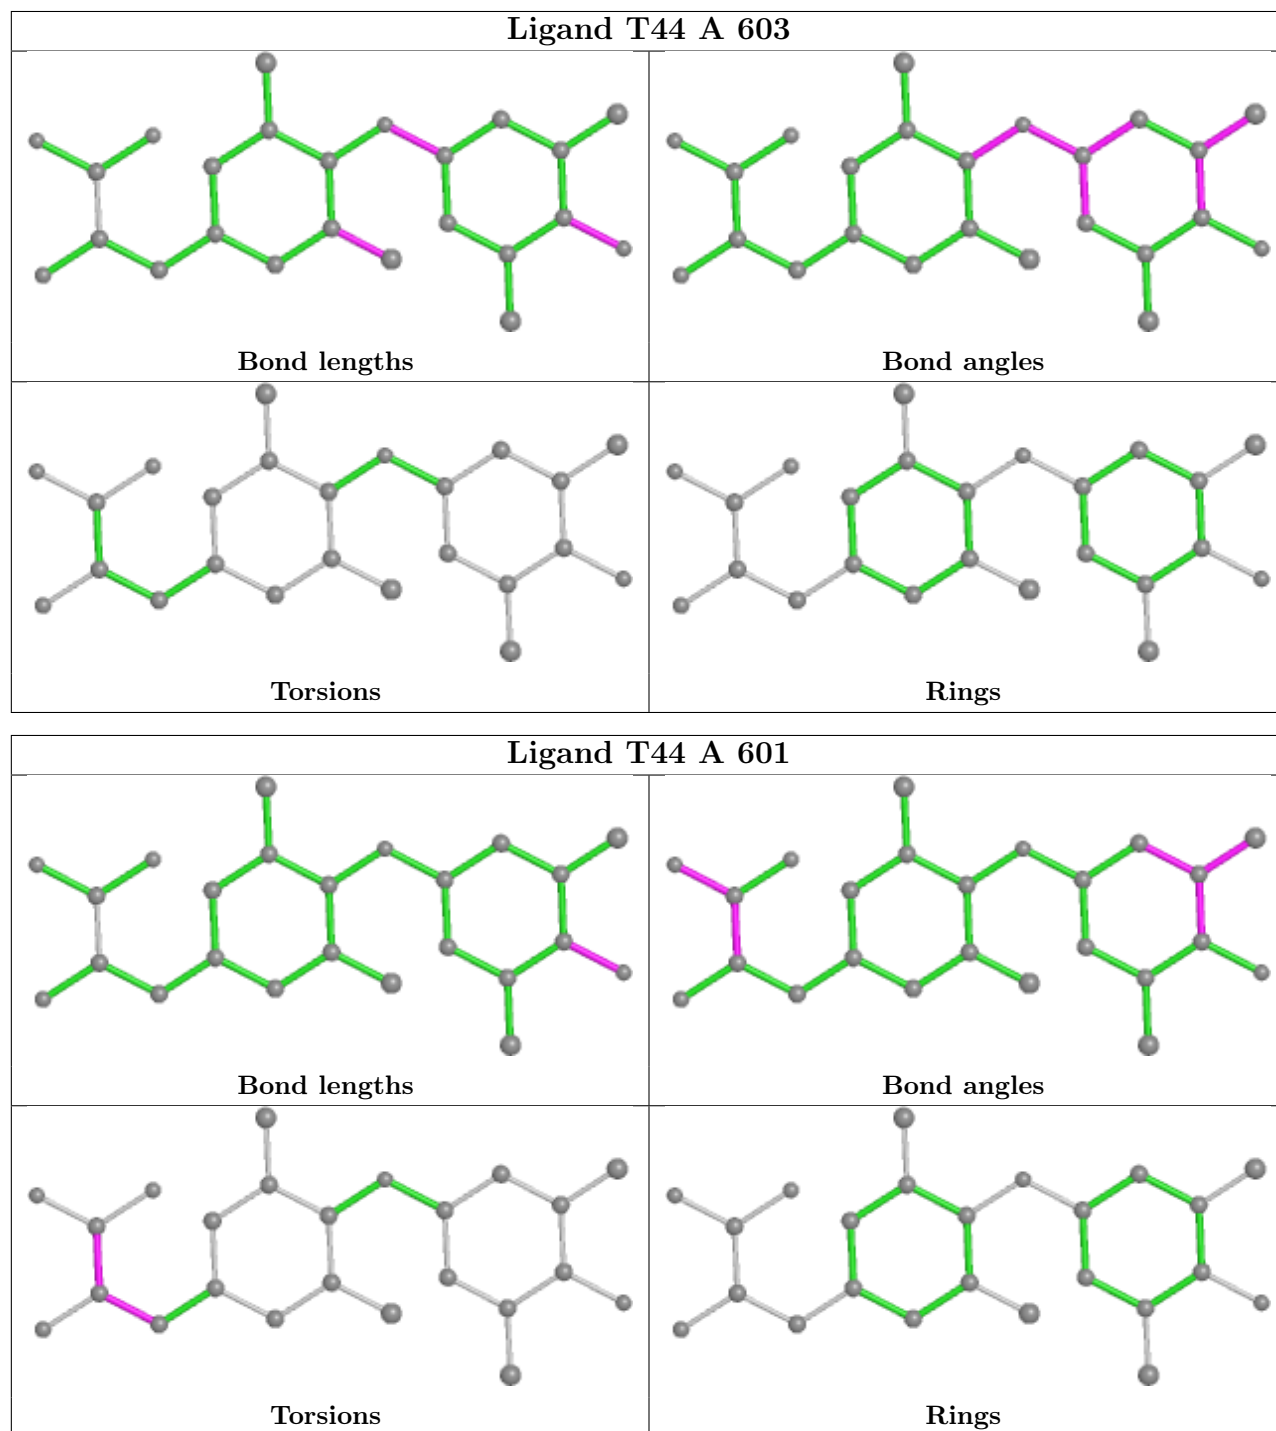 Ligand T44 A 603
Bond lengths
Bond angles
Torsions
Rings
Ligand T44 A 601
Bond lengths
Bond angles
Torsions
Rings